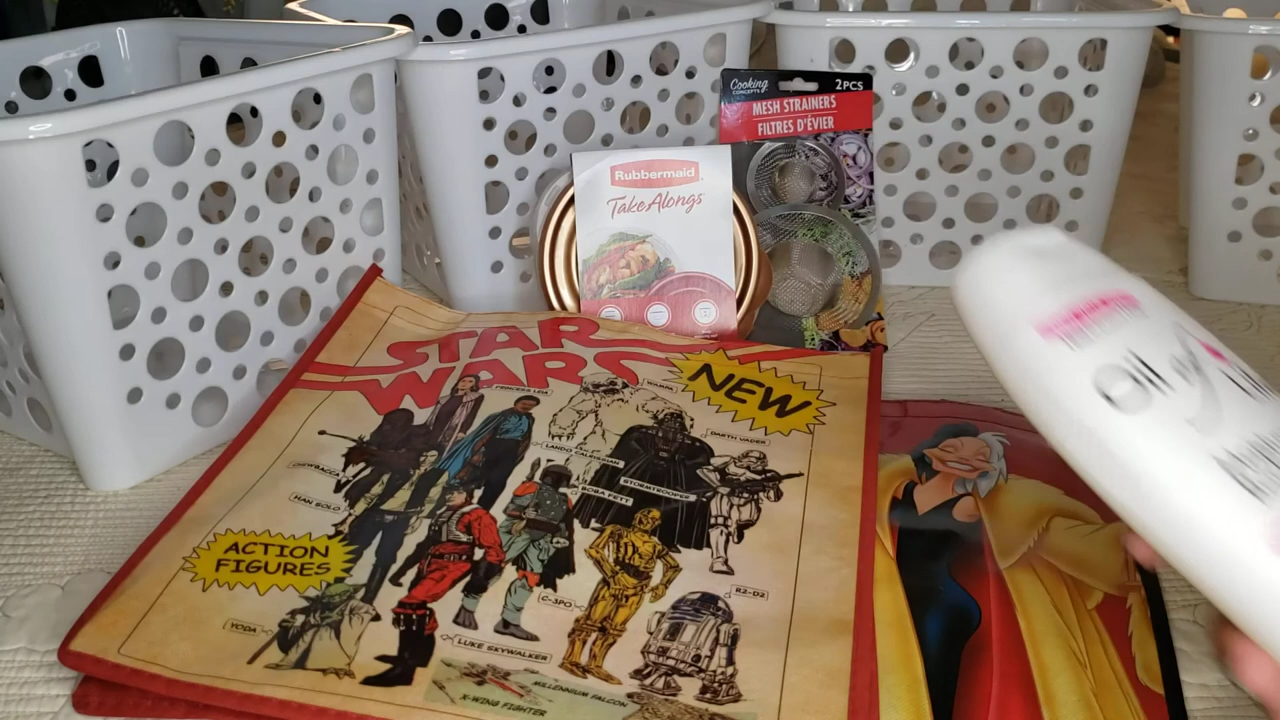 Cooking
CONCEPTS
2PCS
MESH STRAINERS
FILTRES D'ÉVIER
Rubbermaid
TakeAlongs
STAR
WARS
NEW
PRINCESS LEIA
WAMPA
LANDO CALRISSIAN
DARTH VADER
CHEWBACCA
BOBA FETT
STORMTROOPER
HAN SOLO
ACTION
FIGURES
C-3PO
R2-D2
YODA
LUKE SKYWALKER
X-WING FIGHTER
MILLENNIUM FALCON
Oil